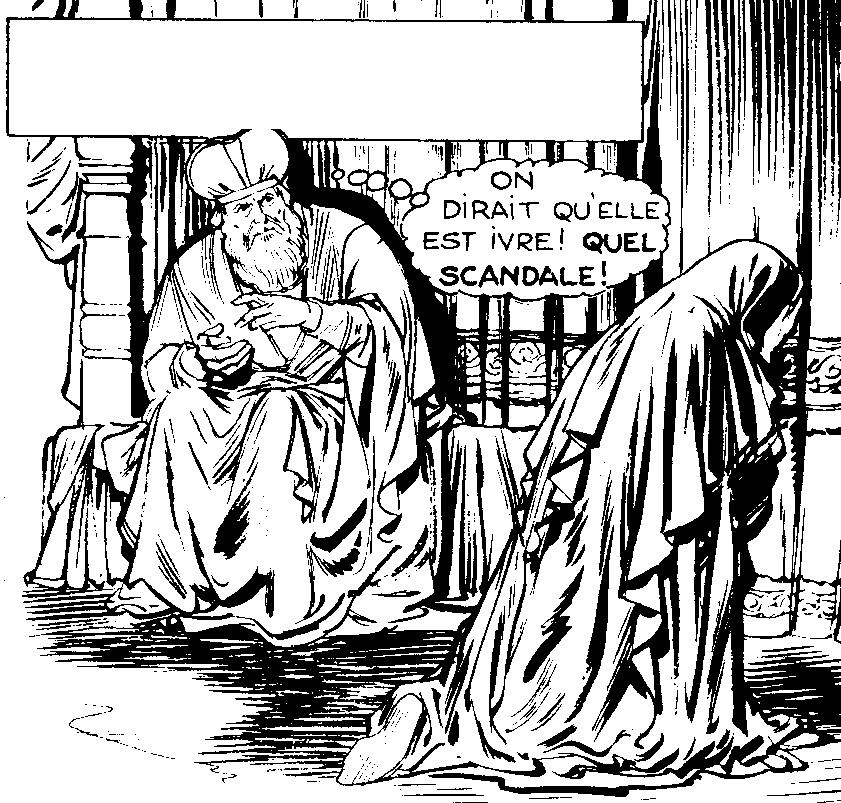 ON
DIRAIT QU'ELLE
EST IVRE! QUEL
SCANDALE!